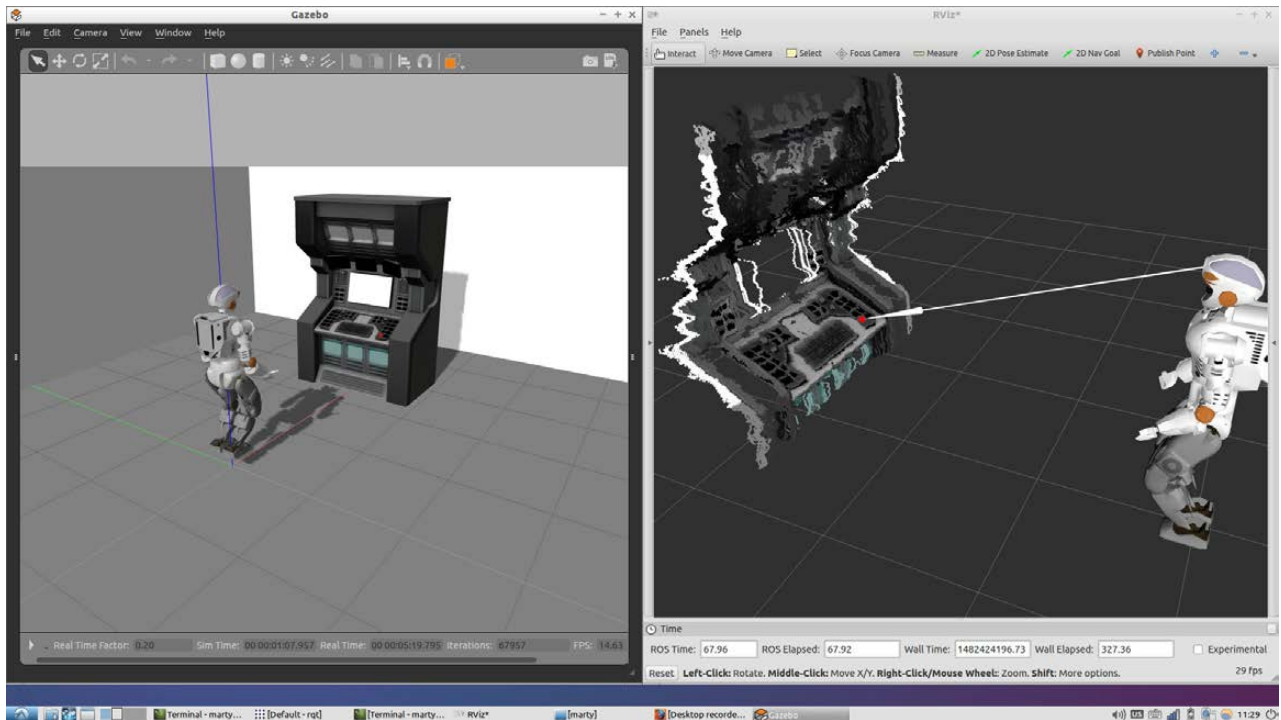 Gazebo
File Edit Camera View Window Help
Real Time Factor: 0.20 Sim Time: 00 00:01:07.957 Real Time: 00 00:05:19.795 Iterations: 67957 FPS: 14.63
RViz*
File Panels Help
Interact Move Camera Select Focus Camera Measure 2D Pose Estimate 2D Nav Goal Publish Point
Time
ROS Time: 67.96 ROS Elapsed: 67.92 Wall Time: 1482424196.73 Wall Elapsed: 327.36 Experimental
Reset Left-Click: Rotate. Middle-Click: Move X/Y. Right-Click/Mouse Wheel: Zoom. Shift: More options. 29 fps
Terminal - marty... [Default - rqt] [Terminal - marty... RViz* [marty] [Desktop recorde... Gazebo US 11:29